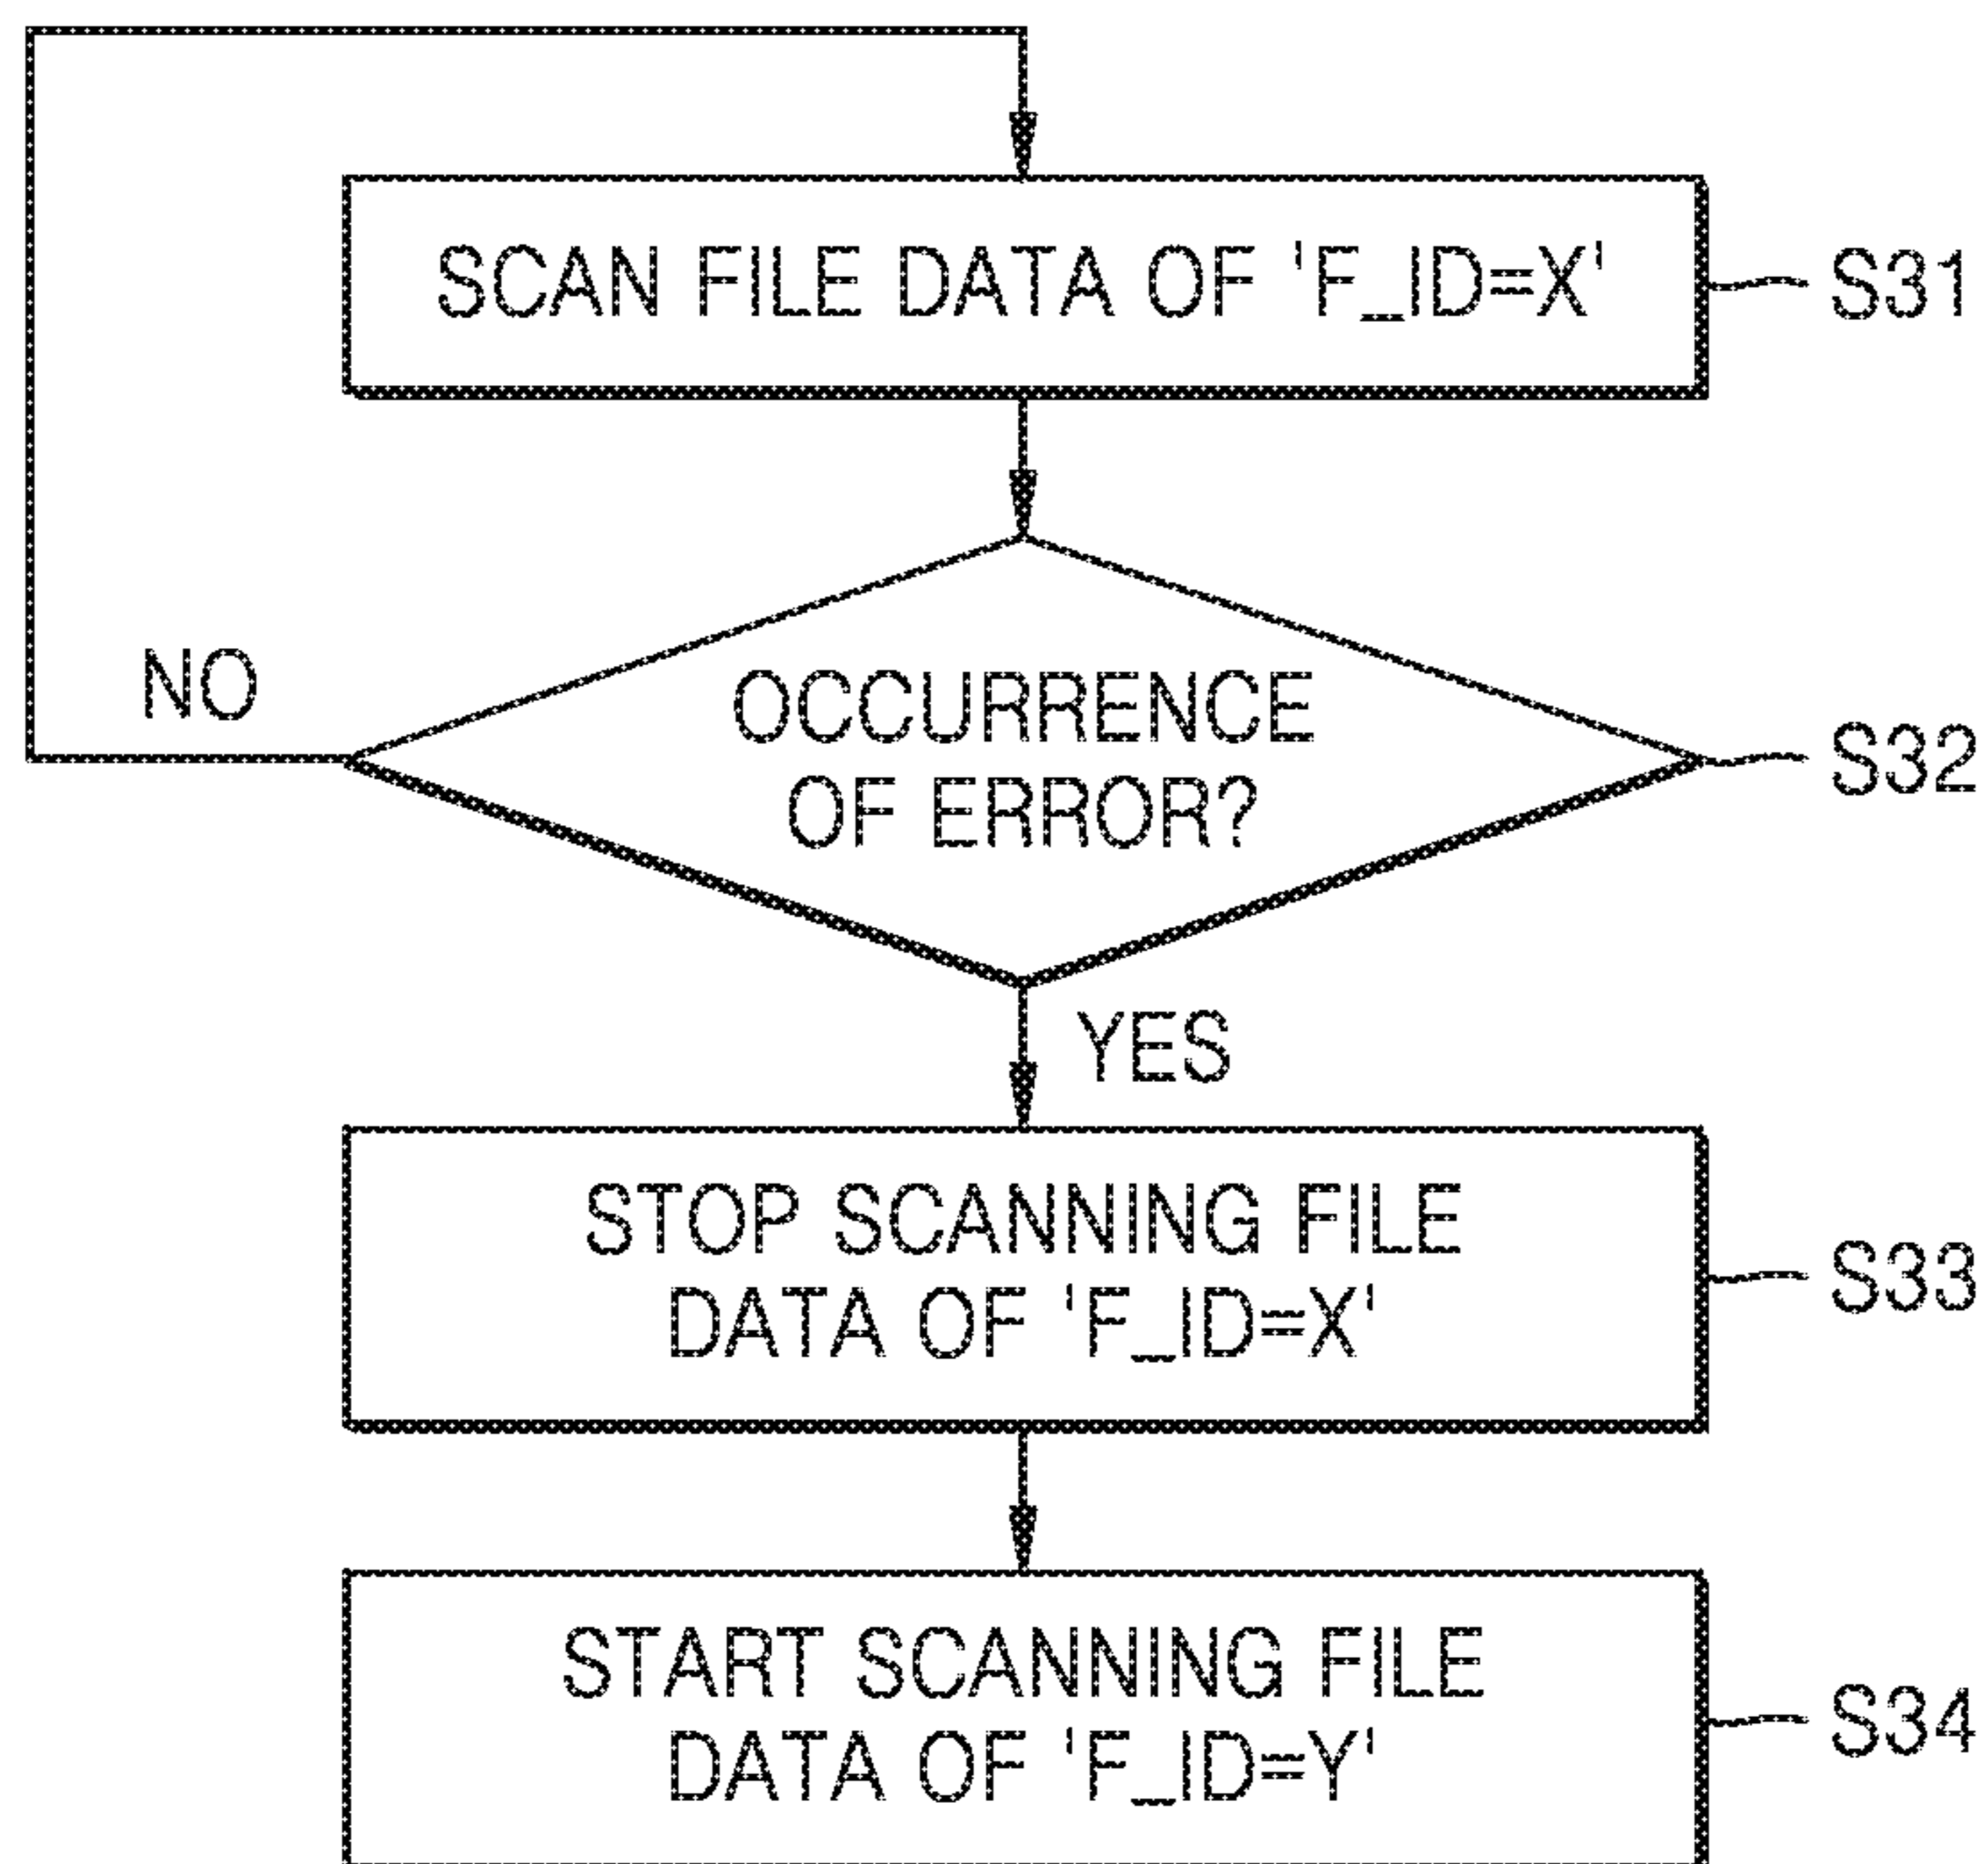 SCAN FILE DATA OF 'F_ID=X'
S31
NO
OCCURRENCE
OF ERROR?
S32
YES
STOP SCANNING FILE
DATA OF 'F_ID=X'
S33
START SCANNING FILE
DATA OF 'F_ID=Y'
S34